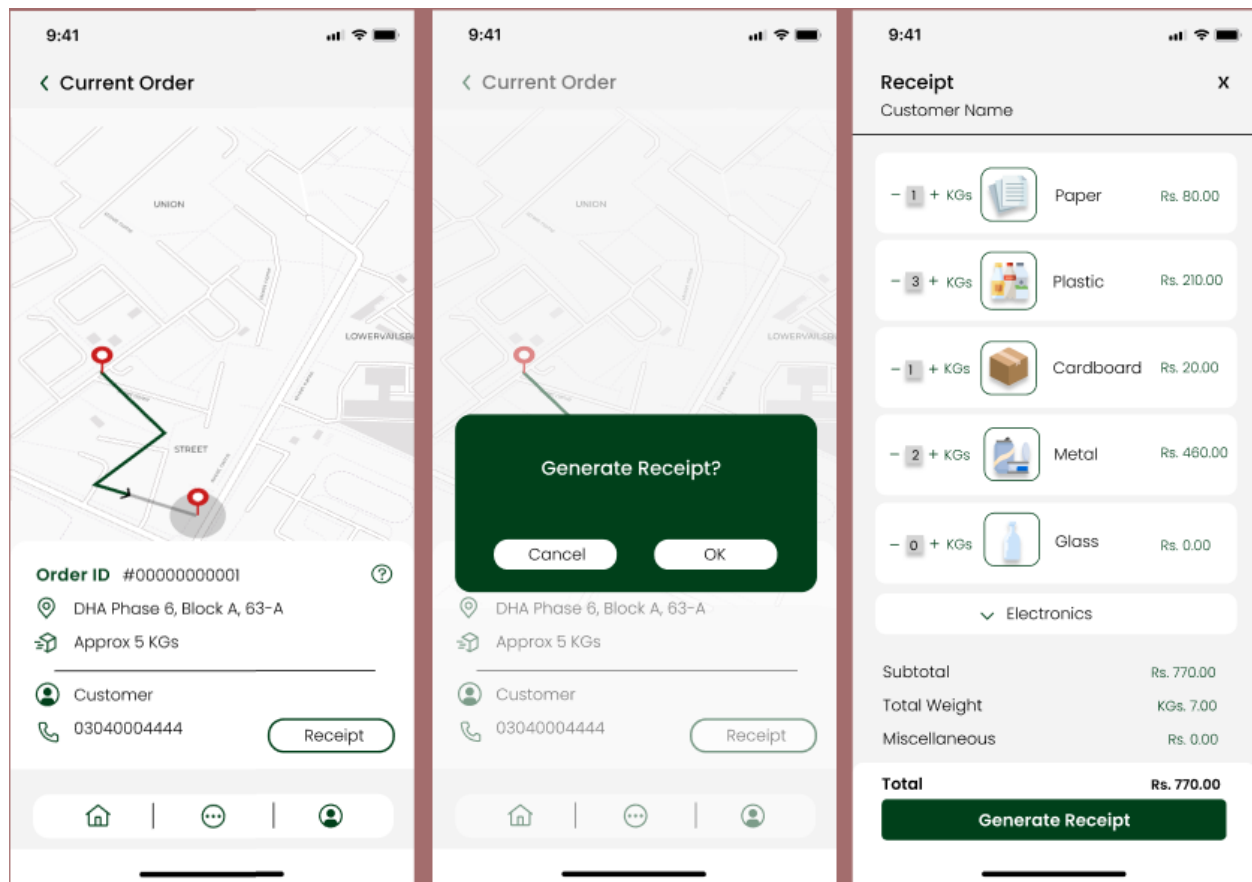 9:41
Current Order
UNION
LOWERVAILSB
STREET
Order ID #00000000001
DHA Phase 6, Block A, 63-A
Approx 5 KGs
Customer
03040004444
Receipt
9:41
Current Order
UNION
LOWERVAILSB
Generate Receipt?
Cancel OK
DHA Phase 6, Block A, 63-A
Approx 5 KGs
Customer
03040004444
Receipt
9:41
Receipt X
Customer Name
- 1 + KGs Paper Rs. 80.00
- 3 + KGs Plastic Rs. 210.00
- 1 + KGs Cardboard Rs. 20.00
- 2 + KGs Metal Rs. 460.00
- 0 + KGs Glass Rs. 0.00
Electronics
Subtotal Rs. 770.00
Total Weight KGs. 7.00
Miscellaneous Rs. 0.00
Total Rs. 770.00
Generate Receipt